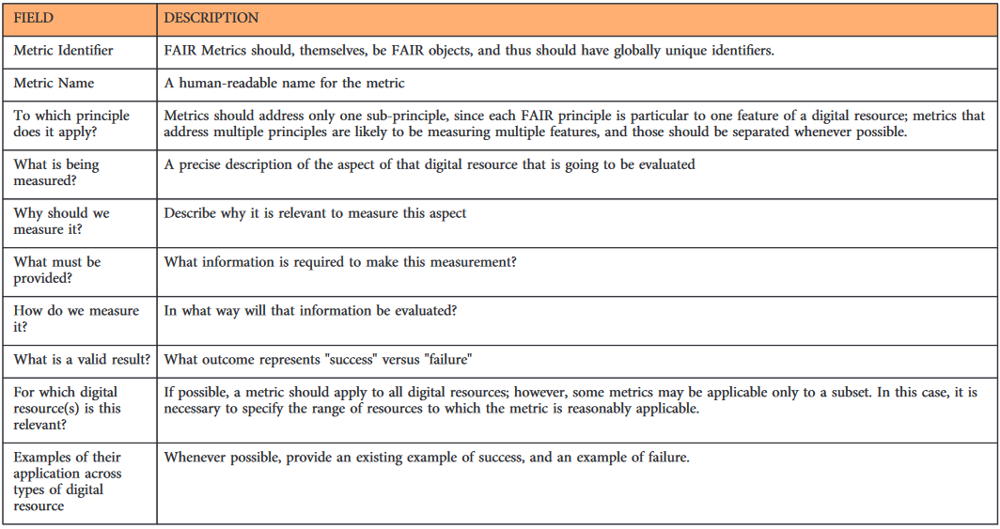 FIELD DESCRIPTION
Metric Identifier FAIR Metrics should, themselves, be FAIR objects, and thus should have globally unique identifiers.
Metric Name A human-readable name for the metric
To which principle does it apply? Metrics should address only one sub-principle, since each FAIR principle is particular to one feature of a digital resource; metrics that
address multiple principles are likely to be measuring multiple features, and those should be separated whenever possible.
What is being
measured?
A precise description of the aspect of that digital resource that is going to be evaluated
Why should we
measure it?
Describe why it is relevant to measure this aspect
What must be
provided?
What information is required to make this measurement?
How do we measure
it?
In what way will that information be evaluated?
What is a valid result? What outcome represents "success" versus "failure"
For which digital
resource(s) is this
relevant?
If possible, a metric should apply to all digital resources; however, some metrics may be applicable only to a subset. In this case, it is
necessary to specify the range of resources to which the metric is reasonably applicable.
Examples of their
application across
types of digital
resource
Whenever possible, provide an existing example of success, and an example of failure.